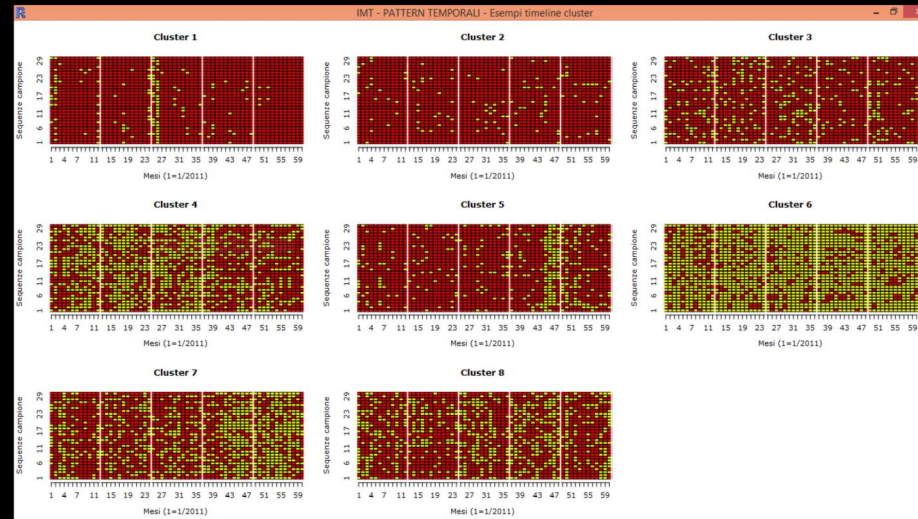 R
IMT - PATTERN TEMPORALI - Esempi timeline cluster
Cluster 1
Sequenze campione
1 6 11 17 23 29
1 4 7 11 15 19 23 27 31 35 39 43 47 51 55 59
Mesi (1=1/2011)
Cluster 2
Sequenze campione
1 6 11 17 23 29
1 4 7 11 15 19 23 27 31 35 39 43 47 51 55 59
Mesi (1=1/2011)
Cluster 3
Sequenze campione
1 6 11 17 23 29
1 4 7 11 15 19 23 27 31 35 39 43 47 51 55 59
Mesi (1=1/2011)
Cluster 4
Sequenze campione
1 6 11 17 23 29
1 4 7 11 15 19 23 27 31 35 39 43 47 51 55 59
Mesi (1=1/2011)
Cluster 5
Sequenze campione
1 6 11 17 23 29
1 4 7 11 15 19 23 27 31 35 39 43 47 51 55 59
Mesi (1=1/2011)
Cluster 6
Sequenze campione
1 6 11 17 23 29
1 4 7 11 15 19 23 27 31 35 39 43 47 51 55 59
Mesi (1=1/2011)
Cluster 7
Sequenze campione
1 6 11 17 23 29
1 4 7 11 15 19 23 27 31 35 39 43 47 51 55 59
Mesi (1=1/2011)
Cluster 8
Sequenze campione
1 6 11 17 23 29
1 4 7 11 15 19 23 27 31 35 39 43 47 51 55 59
Mesi (1=1/2011)